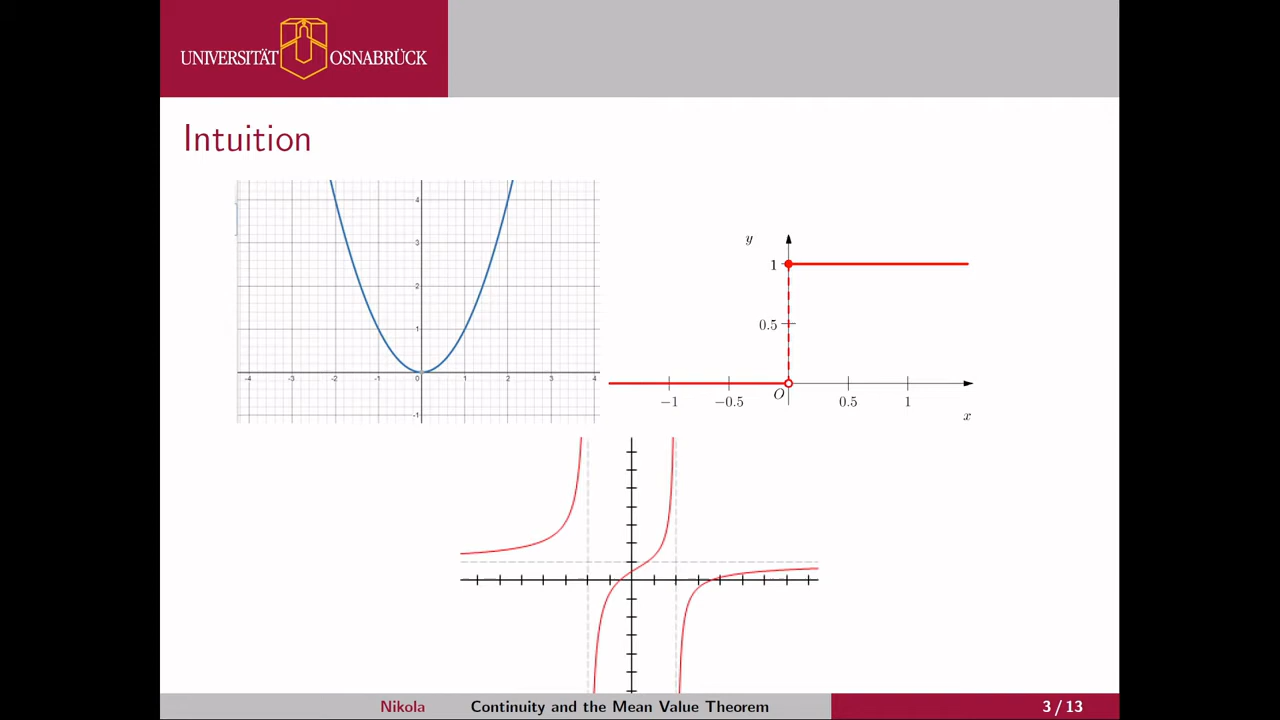 UNIVERSITÄT OSNABRÜCK
Intuition
4
3
2
1
-4 -3 -2 -1 0 1 2 3 4
-1
y
1
0.5
O
−1 −0.5 0.5 1
x
Nikola Continuity and the Mean Value Theorem 3 / 13